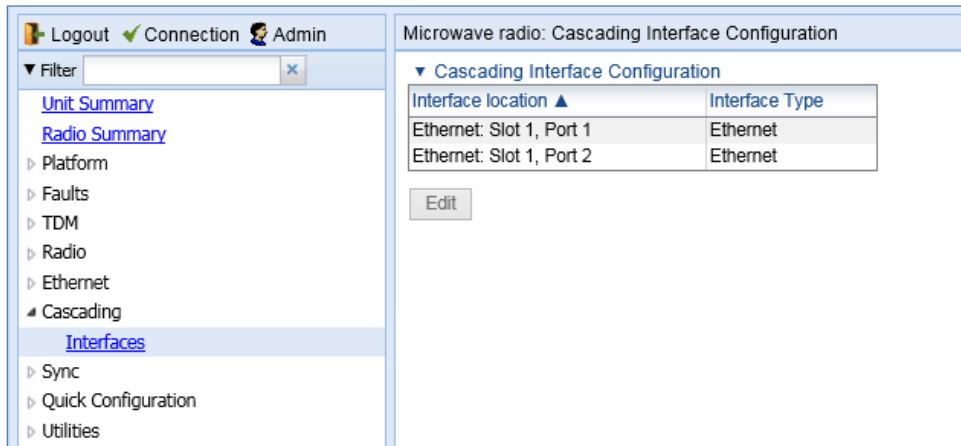 Logout Connection Admin
Filter
Unit Summary
Radio Summary
Platform
Faults
TDM
Radio
Ethernet
Cascading
Interfaces
Sync
Quick Configuration
Utilities
Microwave radio: Cascading Interface Configuration
Cascading Interface Configuration
Interface location ▲ Interface Type
Ethernet: Slot 1, Port 1 Ethernet
Ethernet: Slot 1, Port 2 Ethernet
Edit